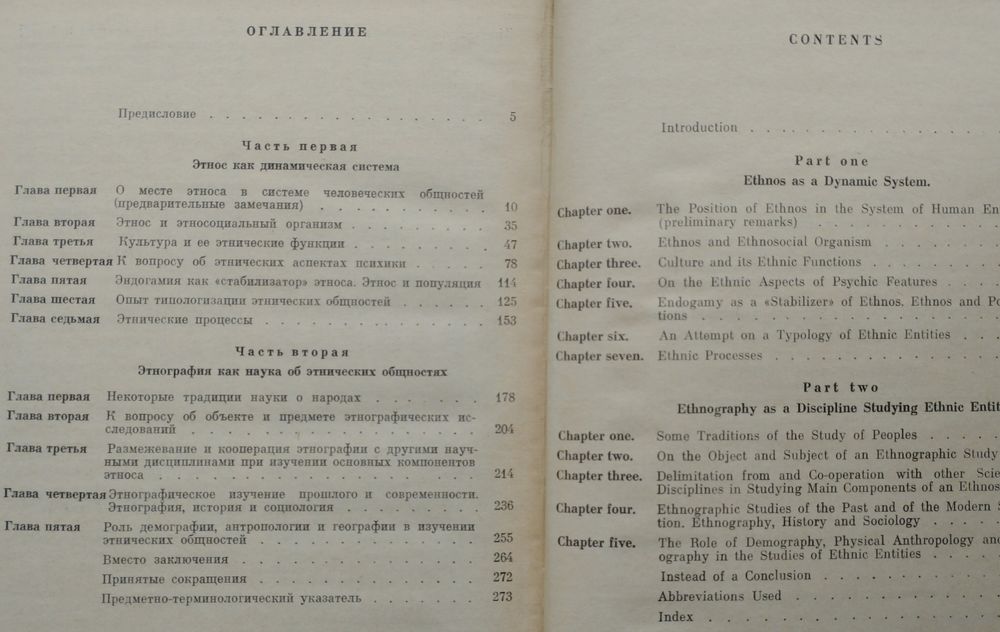 ОГЛАВЛЕНИЕ
Предисловие . . . . . . . . . . . . . . . . . 5
Часть первая
Этнос как динамическая система
Глава первая О месте этноса в системе человеческих общностей
(предварительные замечания) . . . . . . . . . . 10
Глава вторая Этнос и этносоциальный организм . . . . . . . . 35
Глава третья Культура и ее этнические функции . . . . . . . . 47
Глава четвертая К вопросу об этнических аспектах психики . . . . . 78
Глава пятая Эндогамия как «стабилизатор» этноса. Этнос и популяция 114
Глава шестая Опыт типологизации этнических общностей . . . . . 125
Глава седьмая Этнические процессы . . . . . . . . . . . . . 153
Часть вторая
Этнография как наука об этнических общностях
Глава первая Некоторые традиции науки о народах . . . . . . 178
Глава вторая К вопросу об объекте и предмете этнографических ис-
следований . . . . . . . . . . . . . . . . 204
Глава третья Размежевание и кооперация этнографии с другими науч-
ными дисциплинами при изучении основных компонентов
этноса . . . . . . . . . . . . . . . . . . 214
Глава четвертая Этнографическое изучение прошлого и современности.
Этнография, история и социология . . . . . . . . 236
Глава пятая Роль демографии, антропологии и географии в изучении
этнических общностей . . . . . . . . . . . . . 255
Вместо заключения . . . . . . . . . . . . . . 264
Принятые сокращения . . . . . . . . . . . . . 272
Предметно-терминологический указатель . . . . . . 273
CONTENTS
Introduction . . . . . . . . . . . . . .
Part one
Ethnos as a Dynamic System.
Chapter one. The Position of Ethnos in the System of Human En
(preliminary remarks) . . . . . . . . . .
Chapter two. Ethnos and Ethnosocial Organism . . . . . . .
Chapter three. Culture and its Ethnic Functions . . . . . . . .
Chapter four. On the Ethnic Aspects of Psychic Features . . . .
Chapter five. Endogamy as a «Stabilizer» of Ethnos. Ethnos and Po
tions . . . . . . . . . . . . . . . . .
Chapter six. An Attempt on a Typology of Ethnic Entities . . .
Chapter seven. Ethnic Processes . . . . . . . . . . . . .
Part two
Ethnography as a Discipline Studying Ethnic Entit
Chapter one. Some Traditions of the Study of Peoples . . . . .
Chapter two. On the Object and Subject of an Ethnographic Study
Chapter three. Delimitation from and Co-operation with other Scie
Disciplines in Studying Main Components of an Ethnos
Chapter four. Ethnographic Studies of the Past and of the Modern S
tion. Ethnography, History and Sociology . . . . .
Chapter five. The Role of Demography, Physical Anthropology and
ography in the Studies of Ethnic Entities . . . . .
Instead of a Conclusion . . . . . . . . . . .
Abbreviations Used . . . . . . . . . . . . .
Index . . . . . . . . . . . . . . . . . .